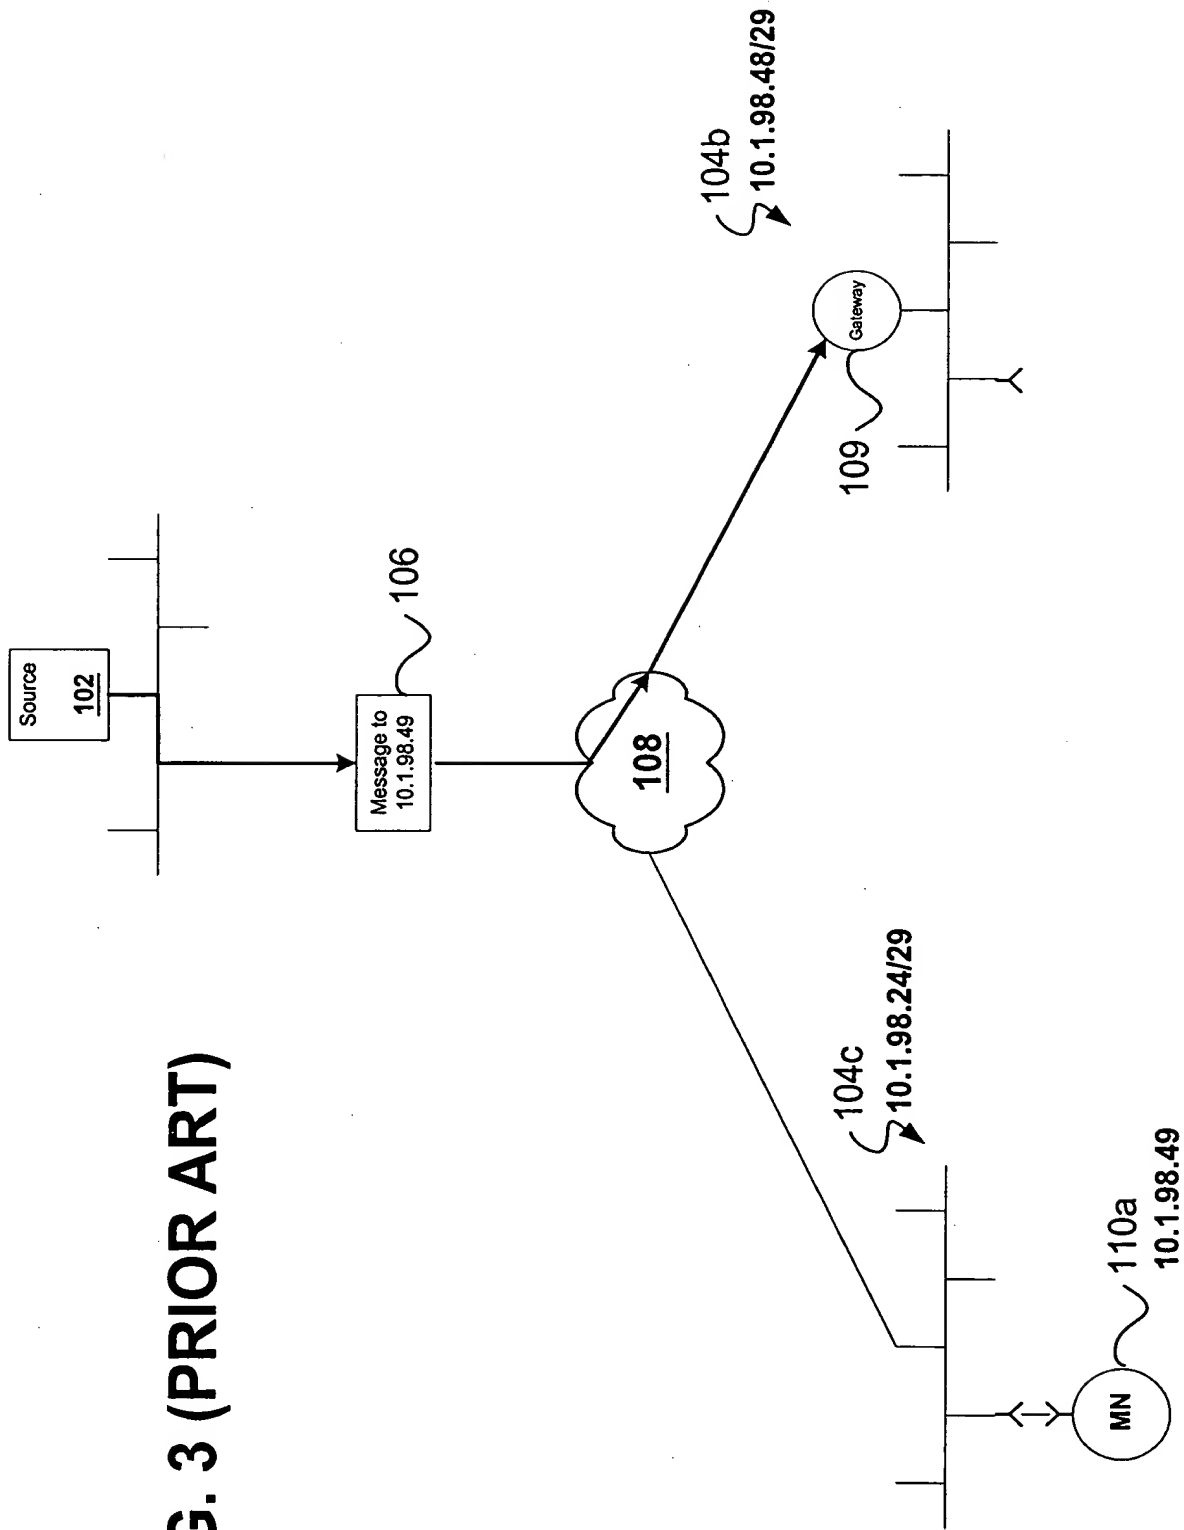 G. 3 (PRIOR ART)
Source
102
Message to
10.1.98.49
106
108
104b
10.1.98.48/29
Gateway
109
104c
10.1.98.24/29
MN
110a
10.1.98.49